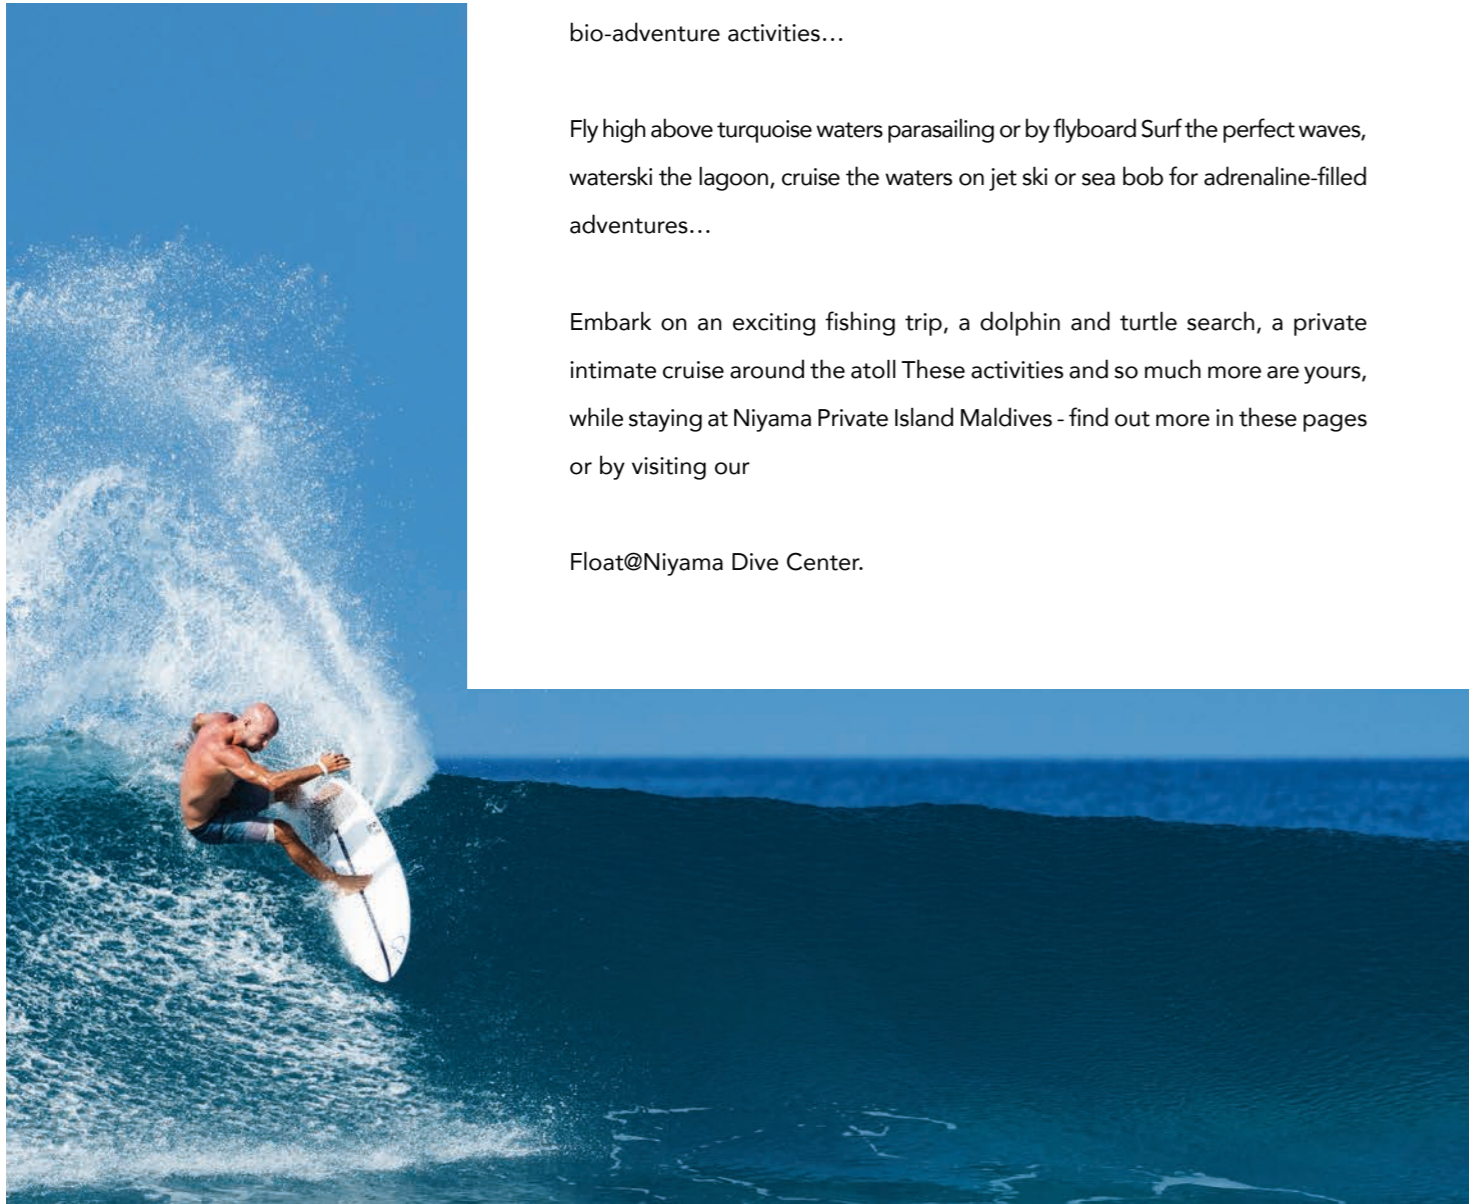 bio-adventure activities…
Fly high above turquoise waters parasailing or by flyboard Surf the perfect waves,
waterski the lagoon, cruise the waters on jet ski or sea bob for adrenaline-filled
adventures…
Embark on an exciting fishing trip, a dolphin and turtle search, a private
intimate cruise around the atoll These activities and so much more are yours,
while staying at Niyama Private Island Maldives - find out more in these pages
or by visiting our
Float@Niyama Dive Center.